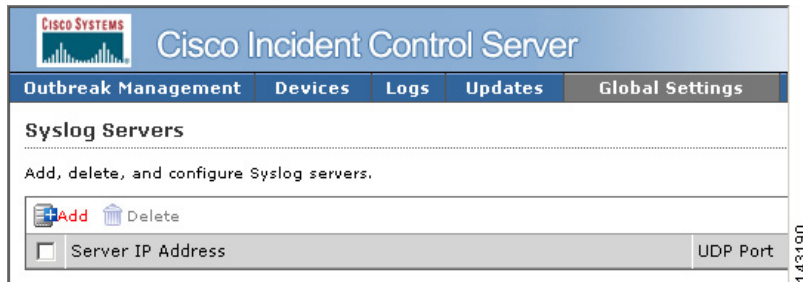 CISCO SYSTEMS
Cisco Incident Control Server
Outbreak Management Devices Logs Updates Global Settings
Syslog Servers
Add, delete, and configure Syslog servers.
Add Delete
Server IP Address UDP Port
143190